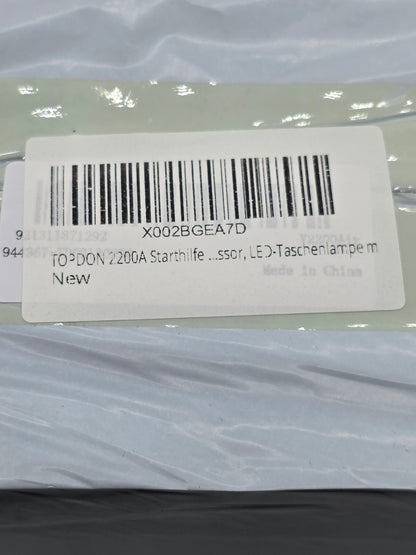 X002BGEA7D
TOPDON 2200A Starthilfe ...ssor, LED-Taschenlampe m
New
Made in China